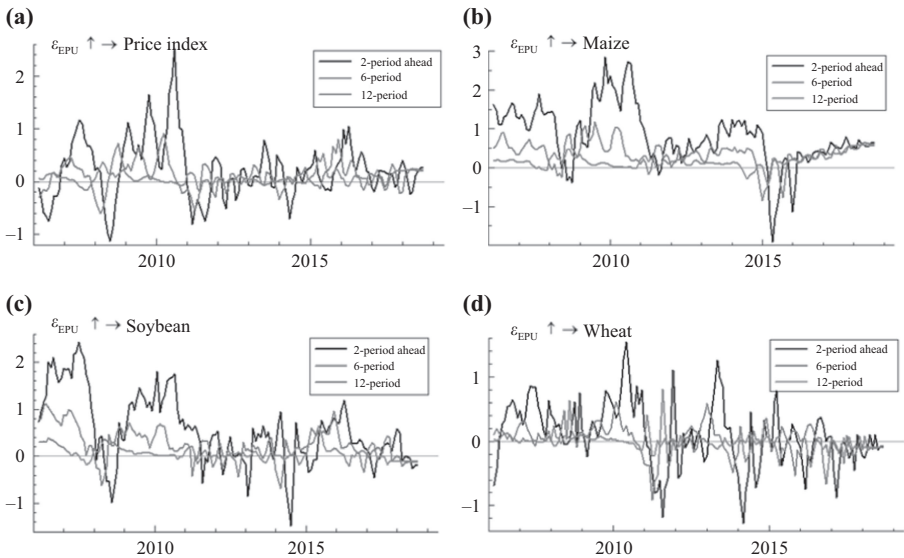 (a)
ε_EPU ↑ → Price index
2-period ahead
6-period
12-period
2
1
0
−1
2010 2015
(b)
ε_EPU ↑ → Maize
2-period ahead
6-period
12-period
3
2
1
0
−1
2010 2015
(c)
ε_EPU ↑ → Soybean
2-period ahead
6-period
12-period
2
1
0
−1
2010 2015
(d)
ε_EPU ↑ → Wheat
2-period ahead
6-period
12-period
1
0
−1
2010 2015